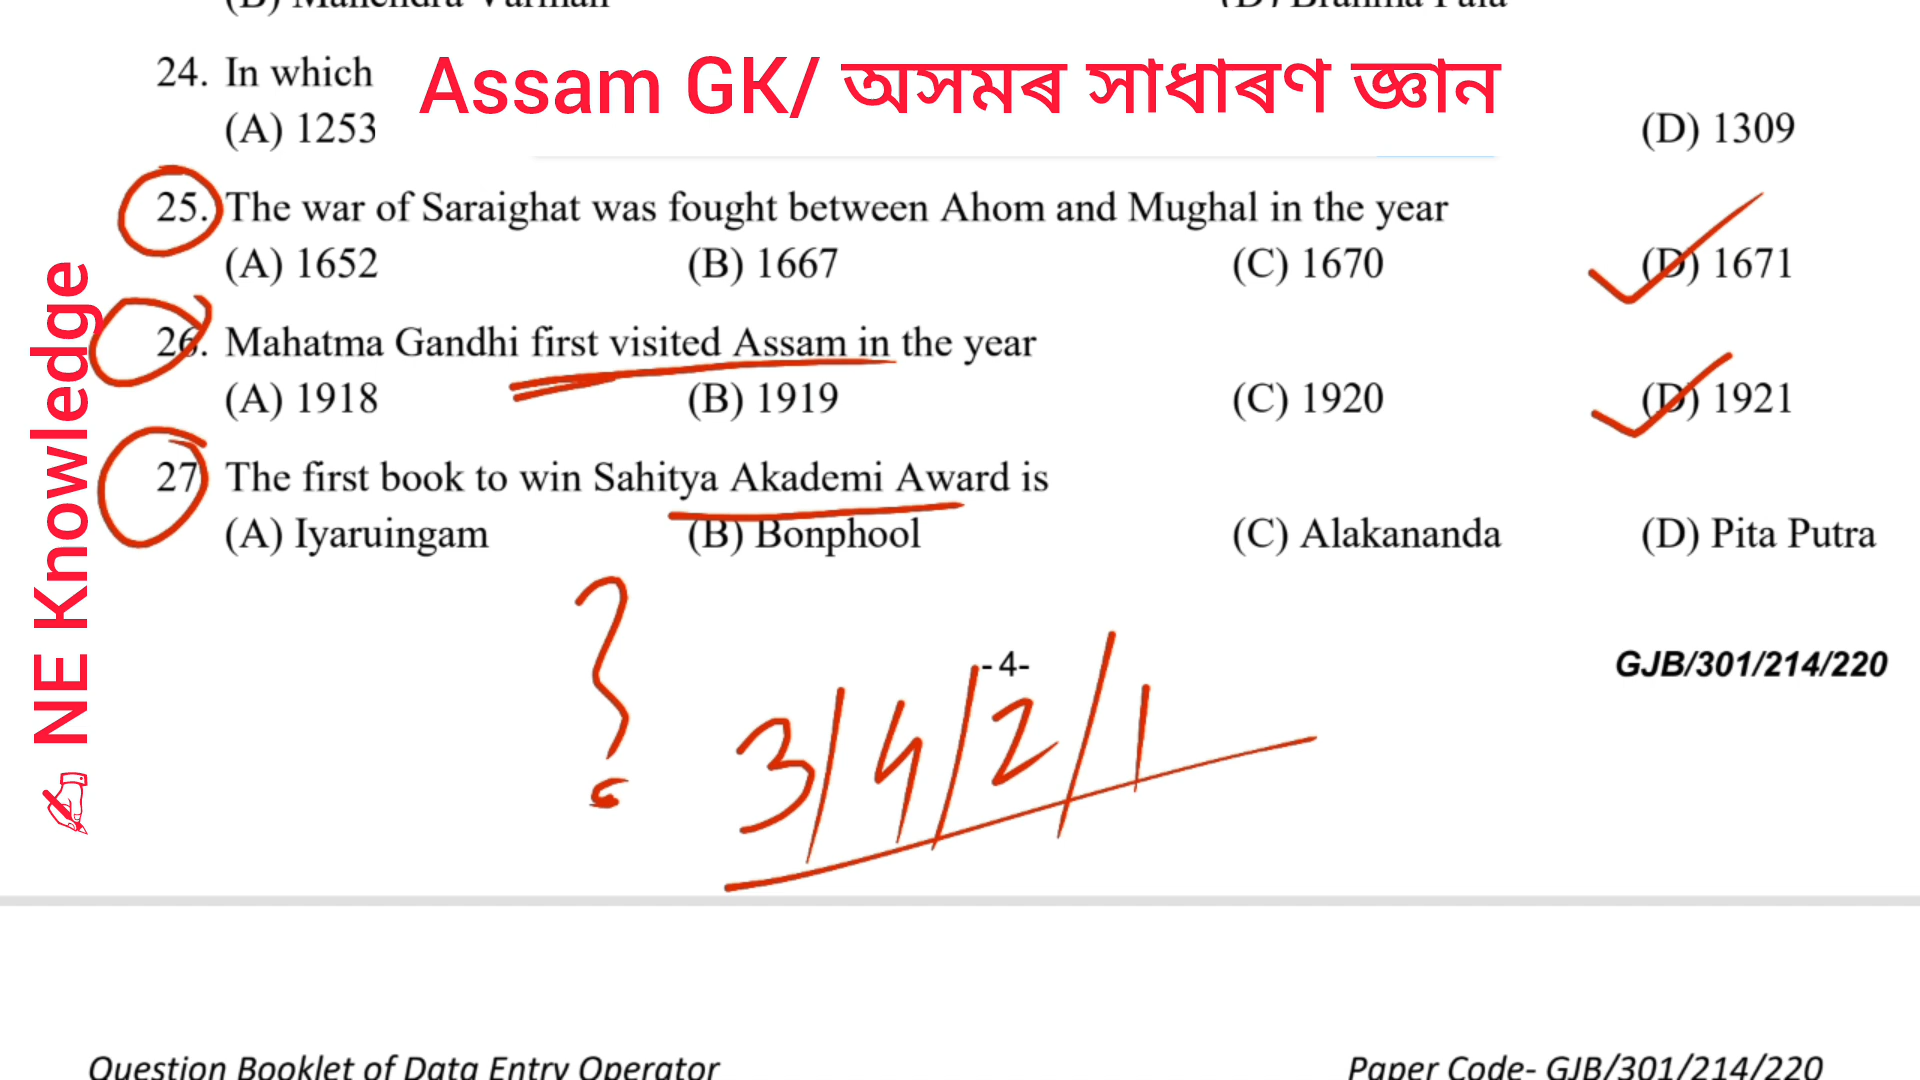 (B) Mahendra Varman (D) Brahma Pala
24. In which
Assam GK/ অসমৰ সাধাৰণ জ্ঞান
(A) 1253 (D) 1309
25. The war of Saraighat was fought between Ahom and Mughal in the year
(A) 1652 (B) 1667 (C) 1670 (D) 1671
26. Mahatma Gandhi first visited Assam in the year
(A) 1918 (B) 1919 (C) 1920 (D) 1921
27. The first book to win Sahitya Akademi Award is
(A) Iyaruingam (B) Bonphool (C) Alakananda (D) Pita Putra
?
3/4/2/1
-4-
GJB/301/214/220
✍ NE Knowledge
Question Booklet of Data Entry Operator Paper Code- GJB/301/214/220